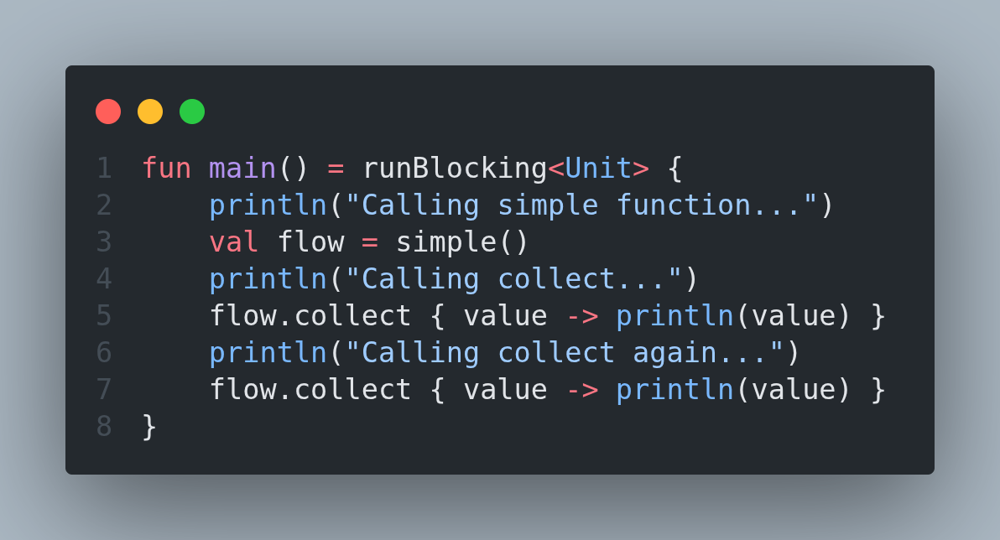 1 fun main() = runBlocking<Unit> {
2     println("Calling simple function...")
3     val flow = simple()
4     println("Calling collect...")
5     flow.collect { value -> println(value) }
6     println("Calling collect again...")
7     flow.collect { value -> println(value) }
8 }